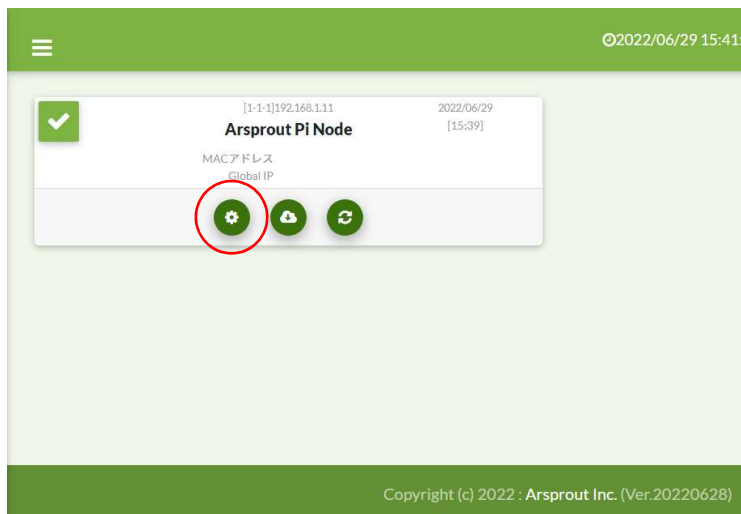 2022/06/29 15:41:
[1-1-1]192.168.1.11
2022/06/29
Arsprout Pi Node
[15:39]
MACアドレス
Global IP
Copyright (c) 2022 : Arsprout Inc. (Ver.20220628)